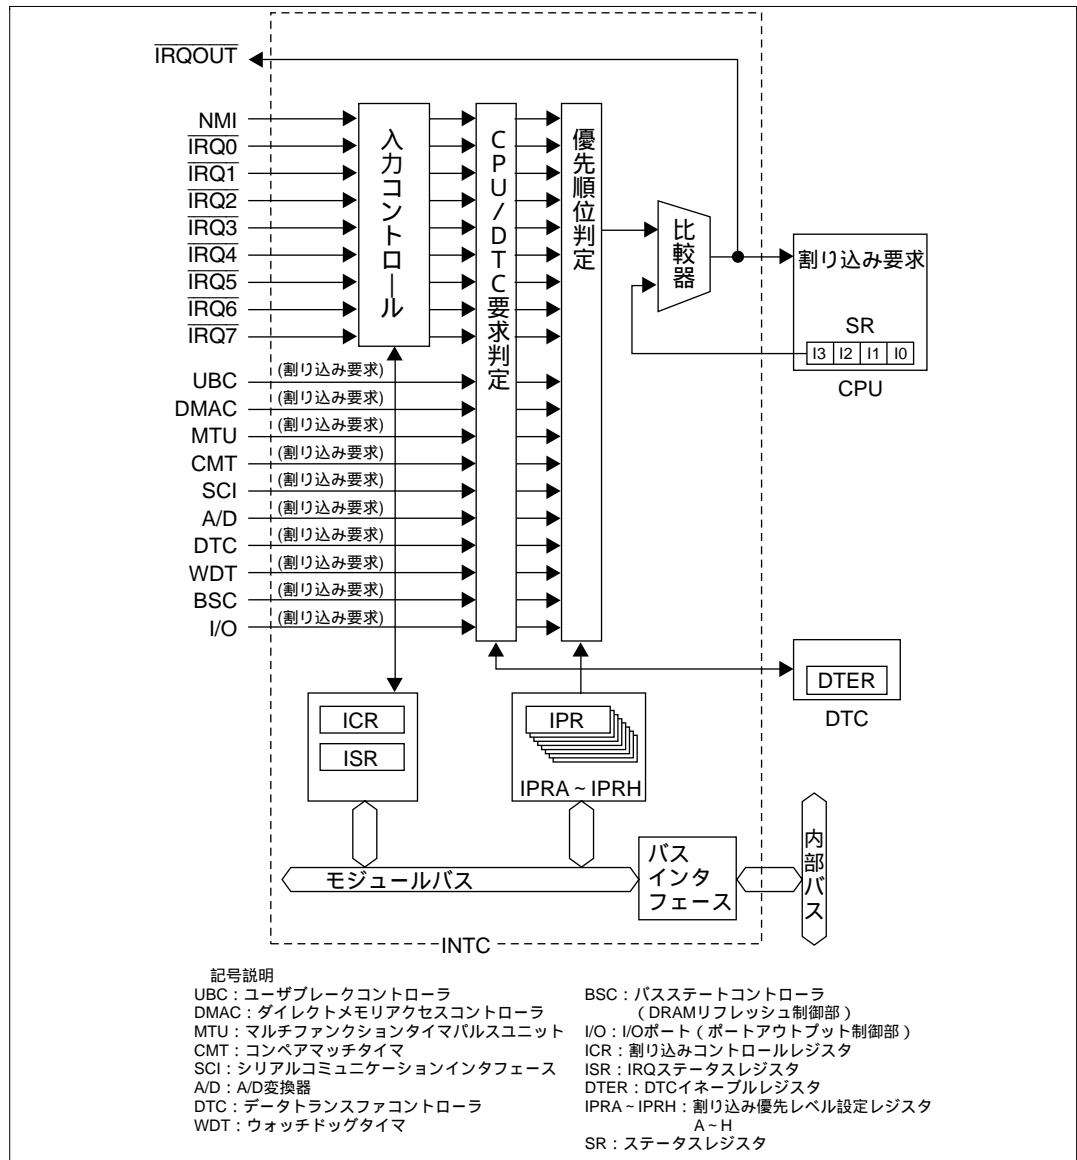 IRQOUT
NMI
IRQ0
IRQ1
IRQ2
IRQ3
IRQ4
IRQ5
IRQ6
IRQ7
UBC
DMAC
MTU
CMT
SCI
A/D
DTC
WDT
BSC
I/O
(割り込み要求)
(割り込み要求)
(割り込み要求)
(割り込み要求)
(割り込み要求)
(割り込み要求)
(割り込み要求)
(割り込み要求)
(割り込み要求)
(割り込み要求)
入力コントロール
CPU/DTC要求判定
優先順位判定
比較器
割り込み要求
SR
I3 I2 I1 I0
CPU
DTER
DTC
ICR
ISR
IPR
IPRA~IPRH
モジュールバス
バス
インタ
フェース
内部バス
INTC
記号説明
UBC:ユーザブレークコントローラ
DMAC:ダイレクトメモリアクセスコントローラ
MTU:マルチファンクションタイマパルスユニット
CMT:コンペアマッチタイマ
SCI:シリアルコミュニケーションインタフェース
A/D:A/D変換器
DTC:データトランスファコントローラ
WDT:ウォッチドッグタイマ
BSC:バスステートコントローラ
(DRAMリフレッシュ制御部)
I/O:I/Oポート(ポートアウトプット制御部)
ICR:割り込みコントロールレジスタ
ISR:IRQステータスレジスタ
DTER:DTCイネーブルレジスタ
IPRA~IPRH:割り込み優先レベル設定レジスタ
A~H
SR:ステータスレジスタ